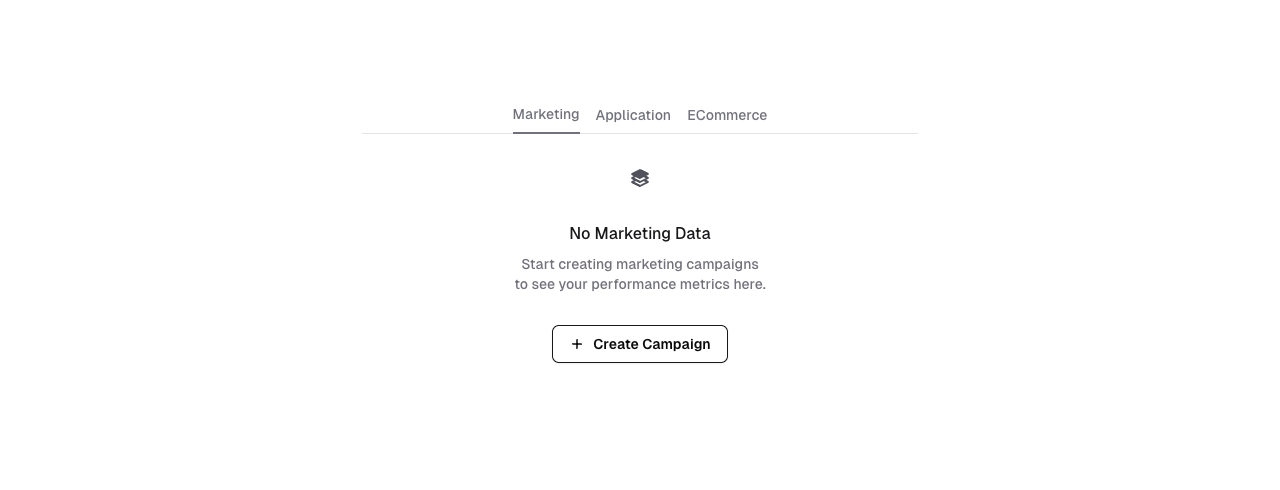 Marketing Application ECommerce
No Marketing Data
Start creating marketing campaigns
to see your performance metrics here.
Create Campaign